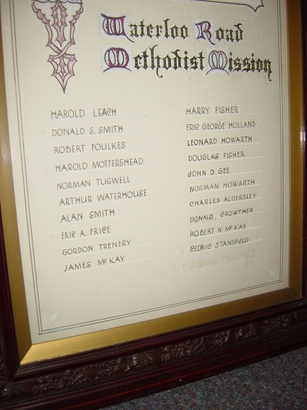 Waterloo Road
Methodist Mission
HAROLD LEACH
DONALD S. SMITH
ROBERT FOULKES
HAROLD MOTTERSHEAD
NORMAN TUGWELL
ARTHUR WATERHOUSE
ALAN SMITH
ERIC A. PRICE
GORDON TRENERY
JAMES McKAY
HARRY FISHER
ERIC GEORGE HOLLAND
LEONARD HOWARTH
DOUGLAS FISHER
JOHN D. GEE
NORMAN HOWARTH
CHARLES ALDERSLEY
DONALD. CROWTHER
ROBERT N McKAY
CEDRIC STANSFIELD